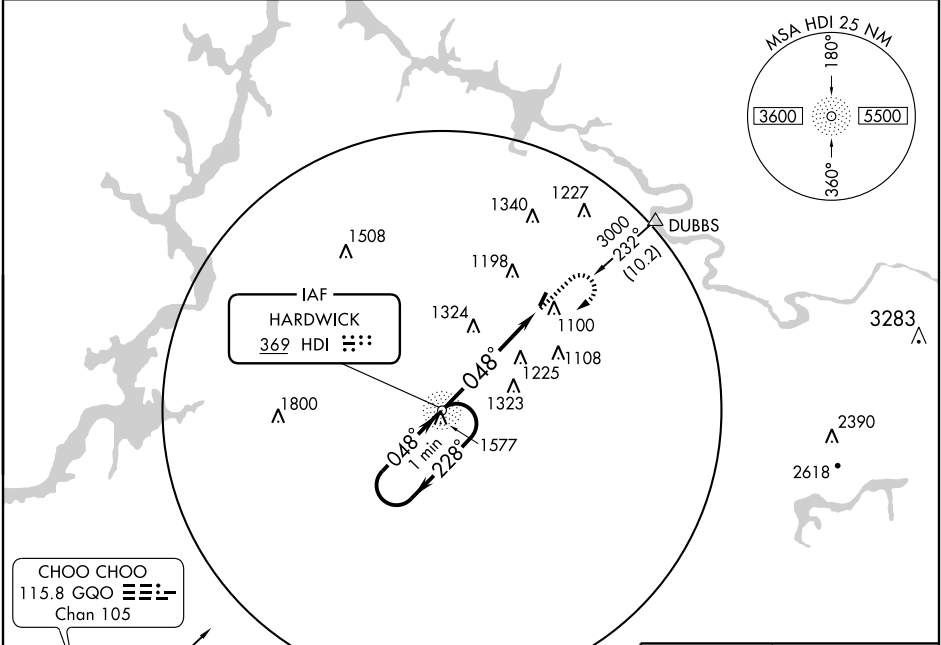 MSA HDI 25 NM
180°
3600
5500
360°
1340
1227
3000
232°
(10.2)
DUBBS
1508
1198
IAF
HARDWICK
369 HDI
1324
1100
3283
048°
1225
1108
1323
1800
048°
1 min
228°
1577
2390
2618
CHOO CHOO
115.8 GQO
Chan 105